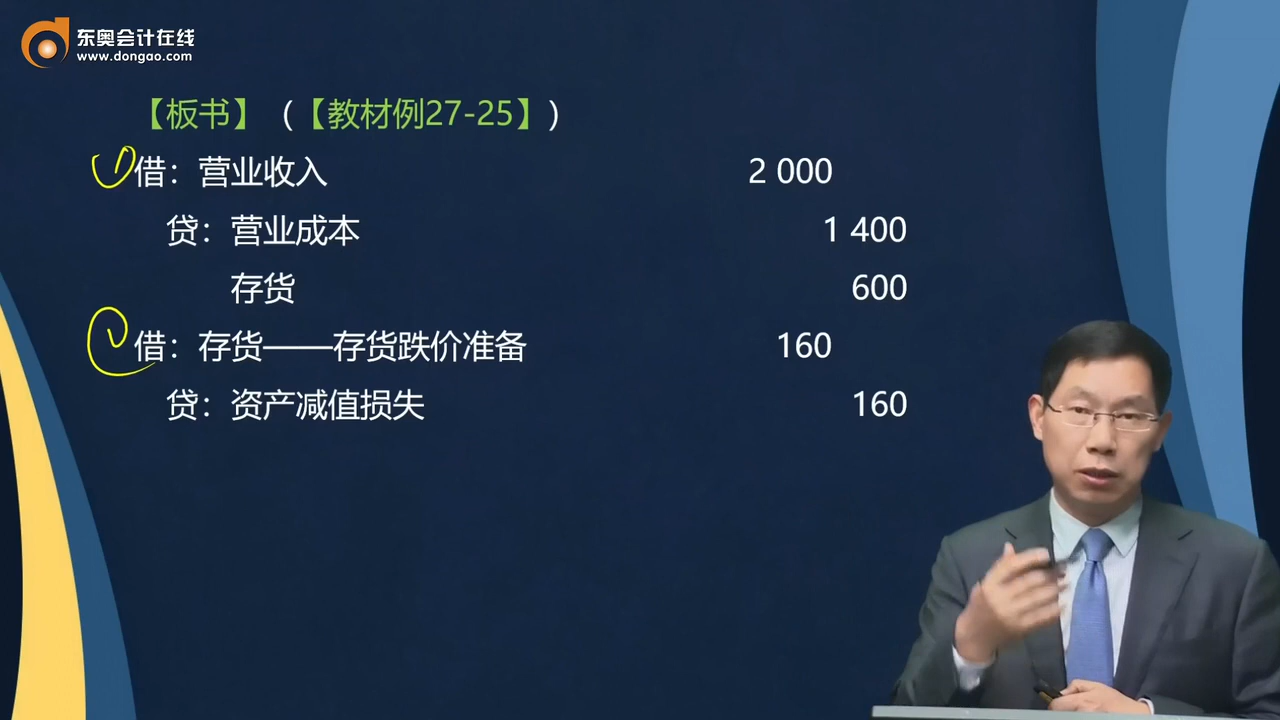 东奥会计在线
www.dongao.com
【板书】（【教材例27-25】）
借：营业收入 2 000
贷：营业成本 1 400
存货 600
借：存货——存货跌价准备 160
贷：资产减值损失 160